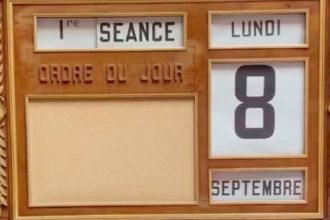 1re SEANCE
ORDRE DU JOUR
LUNDI
8
SEPTEMBRE